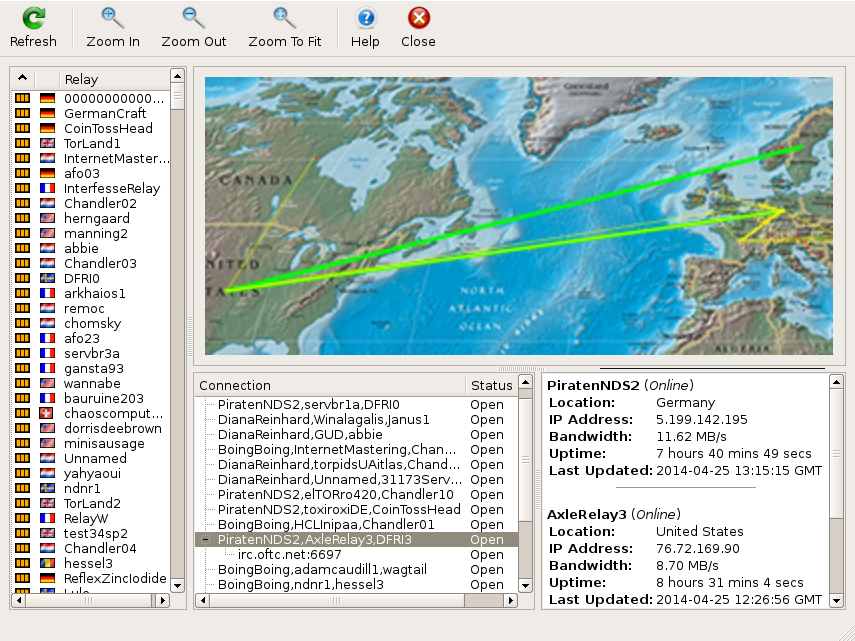 Refresh Zoom In Zoom Out Zoom To Fit Help Close
Relay
00000000000...
GermanCraft
CoinTossHead
TorLand1
InternetMaster...
afo03
InterfesseRelay
Chandler02
herngaard
manning2
abbie
Chandler03
DFRI0
arkhaios1
remoc
chomsky
afo23
servbr3a
gansta93
wannabe
bauruine203
chaoscomput...
dorrisdeebrown
minisausage
Unnamed
yahyaoui
ndnr1
TorLand2
RelayW
test34sp2
Chandler04
hessel3
ReflexZincIodide
CANADA
UNITED
STATES
NORTH
ATLANTIC
OCEAN
ALGERIA
Connection Status
PiratenNDS2,servbr1a,DFRI0 Open
DianaReinhard,Winalagalis,Janus1 Open
DianaReinhard,GUD,abbie Open
BoingBoing,InternetMastering,Chan... Open
DianaReinhard,torpidsUAitlas,Chand... Open
DianaReinhard,Unnamed,31173Serv... Open
PiratenNDS2,elTORro420,Chandler10 Open
PiratenNDS2,toxiroxiDE,CoinTossHead Open
BoingBoing,HCLInipaa,Chandler01 Open
PiratenNDS2,AxleRelay3,DFRI3 Open
irc.oftc.net:6697 Open
BoingBoing,adamcaudill1,wagtail Open
BoingBoing,ndnr1,hessel3 Open
PiratenNDS2 (Online)
Location: Germany
IP Address: 5.199.142.195
Bandwidth: 11.62 MB/s
Uptime: 7 hours 40 mins 49 secs
Last Updated: 2014-04-25 13:15:15 GMT
AxleRelay3 (Online)
Location: United States
IP Address: 76.72.169.90
Bandwidth: 8.70 MB/s
Uptime: 8 hours 31 mins 4 secs
Last Updated: 2014-04-25 12:26:56 GMT